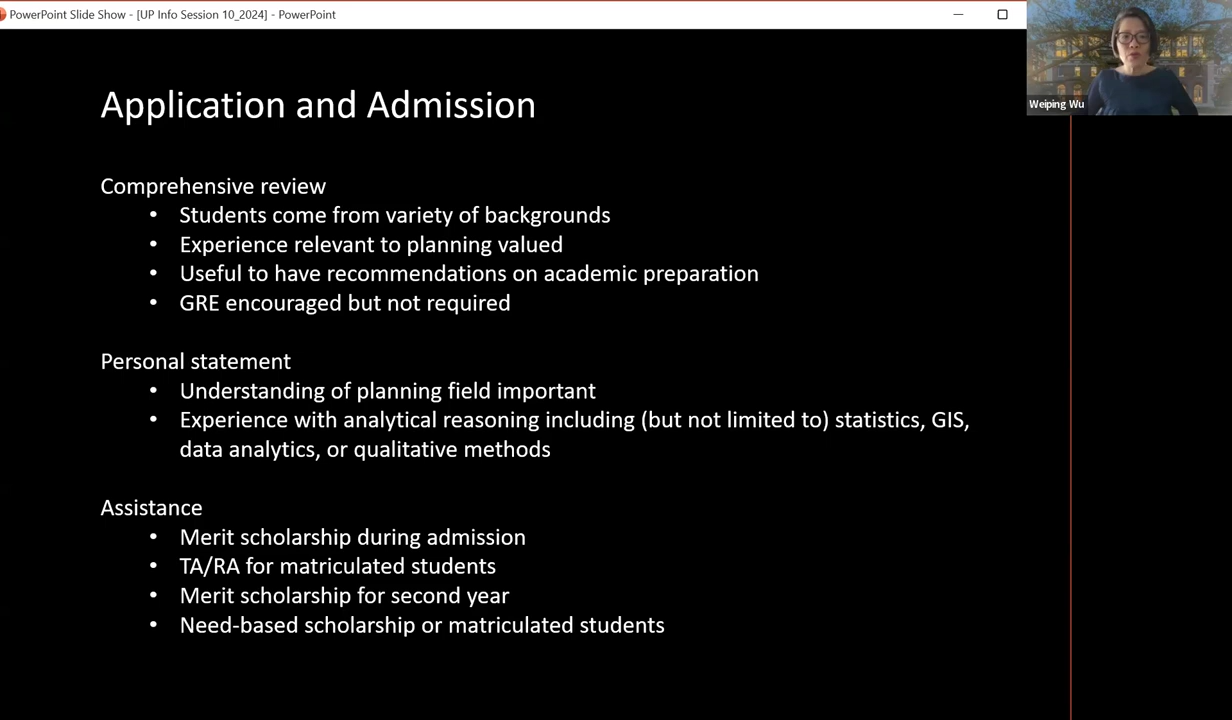 PowerPoint Slide Show - [UP Info Session 10_2024] - PowerPoint
Weiping Wu
Application and Admission
Comprehensive review
• Students come from variety of backgrounds
• Experience relevant to planning valued
• Useful to have recommendations on academic preparation
• GRE encouraged but not required
Personal statement
• Understanding of planning field important
• Experience with analytical reasoning including (but not limited to) statistics, GIS,
data analytics, or qualitative methods
Assistance
• Merit scholarship during admission
• TA/RA for matriculated students
• Merit scholarship for second year
• Need-based scholarship or matriculated students